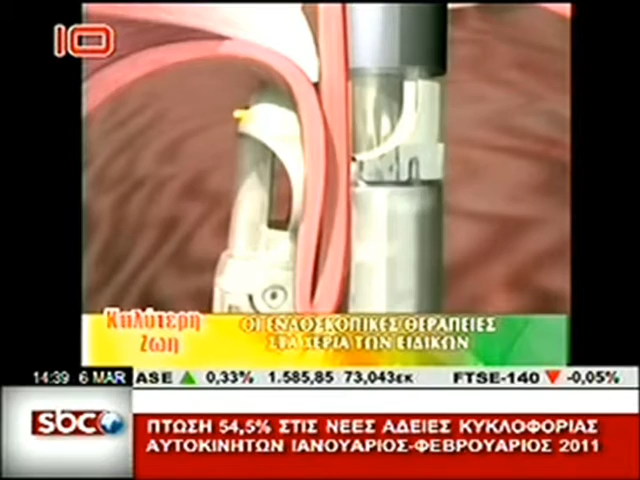 10
Καλύτερη
Ζωη
ΟΙ ΕΝΔΟΣΚΟΠΙΚΕΣ ΘΕΡΑΠΕΙΕΣ
ΣΤΑ ΧΕΡΙΑ ΤΩΝ ΕΙΔΙΚΩΝ
14:39 6 MAR ASE ▲ 0,33% 1.585,85 73,043εκ FTSE-140 ▼ -0,05%
sbc
ΠΤΩΣΗ 54,5% ΣΤΙΣ ΝΕΕΣ ΑΔΕΙΕΣ ΚΥΚΛΟΦΟΡΙΑΣ
ΑΥΤΟΚΙΝΗΤΩΝ ΙΑΝΟΥΑΡΙΟΣ-ΦΕΒΡΟΥΑΡΙΟΣ 2011